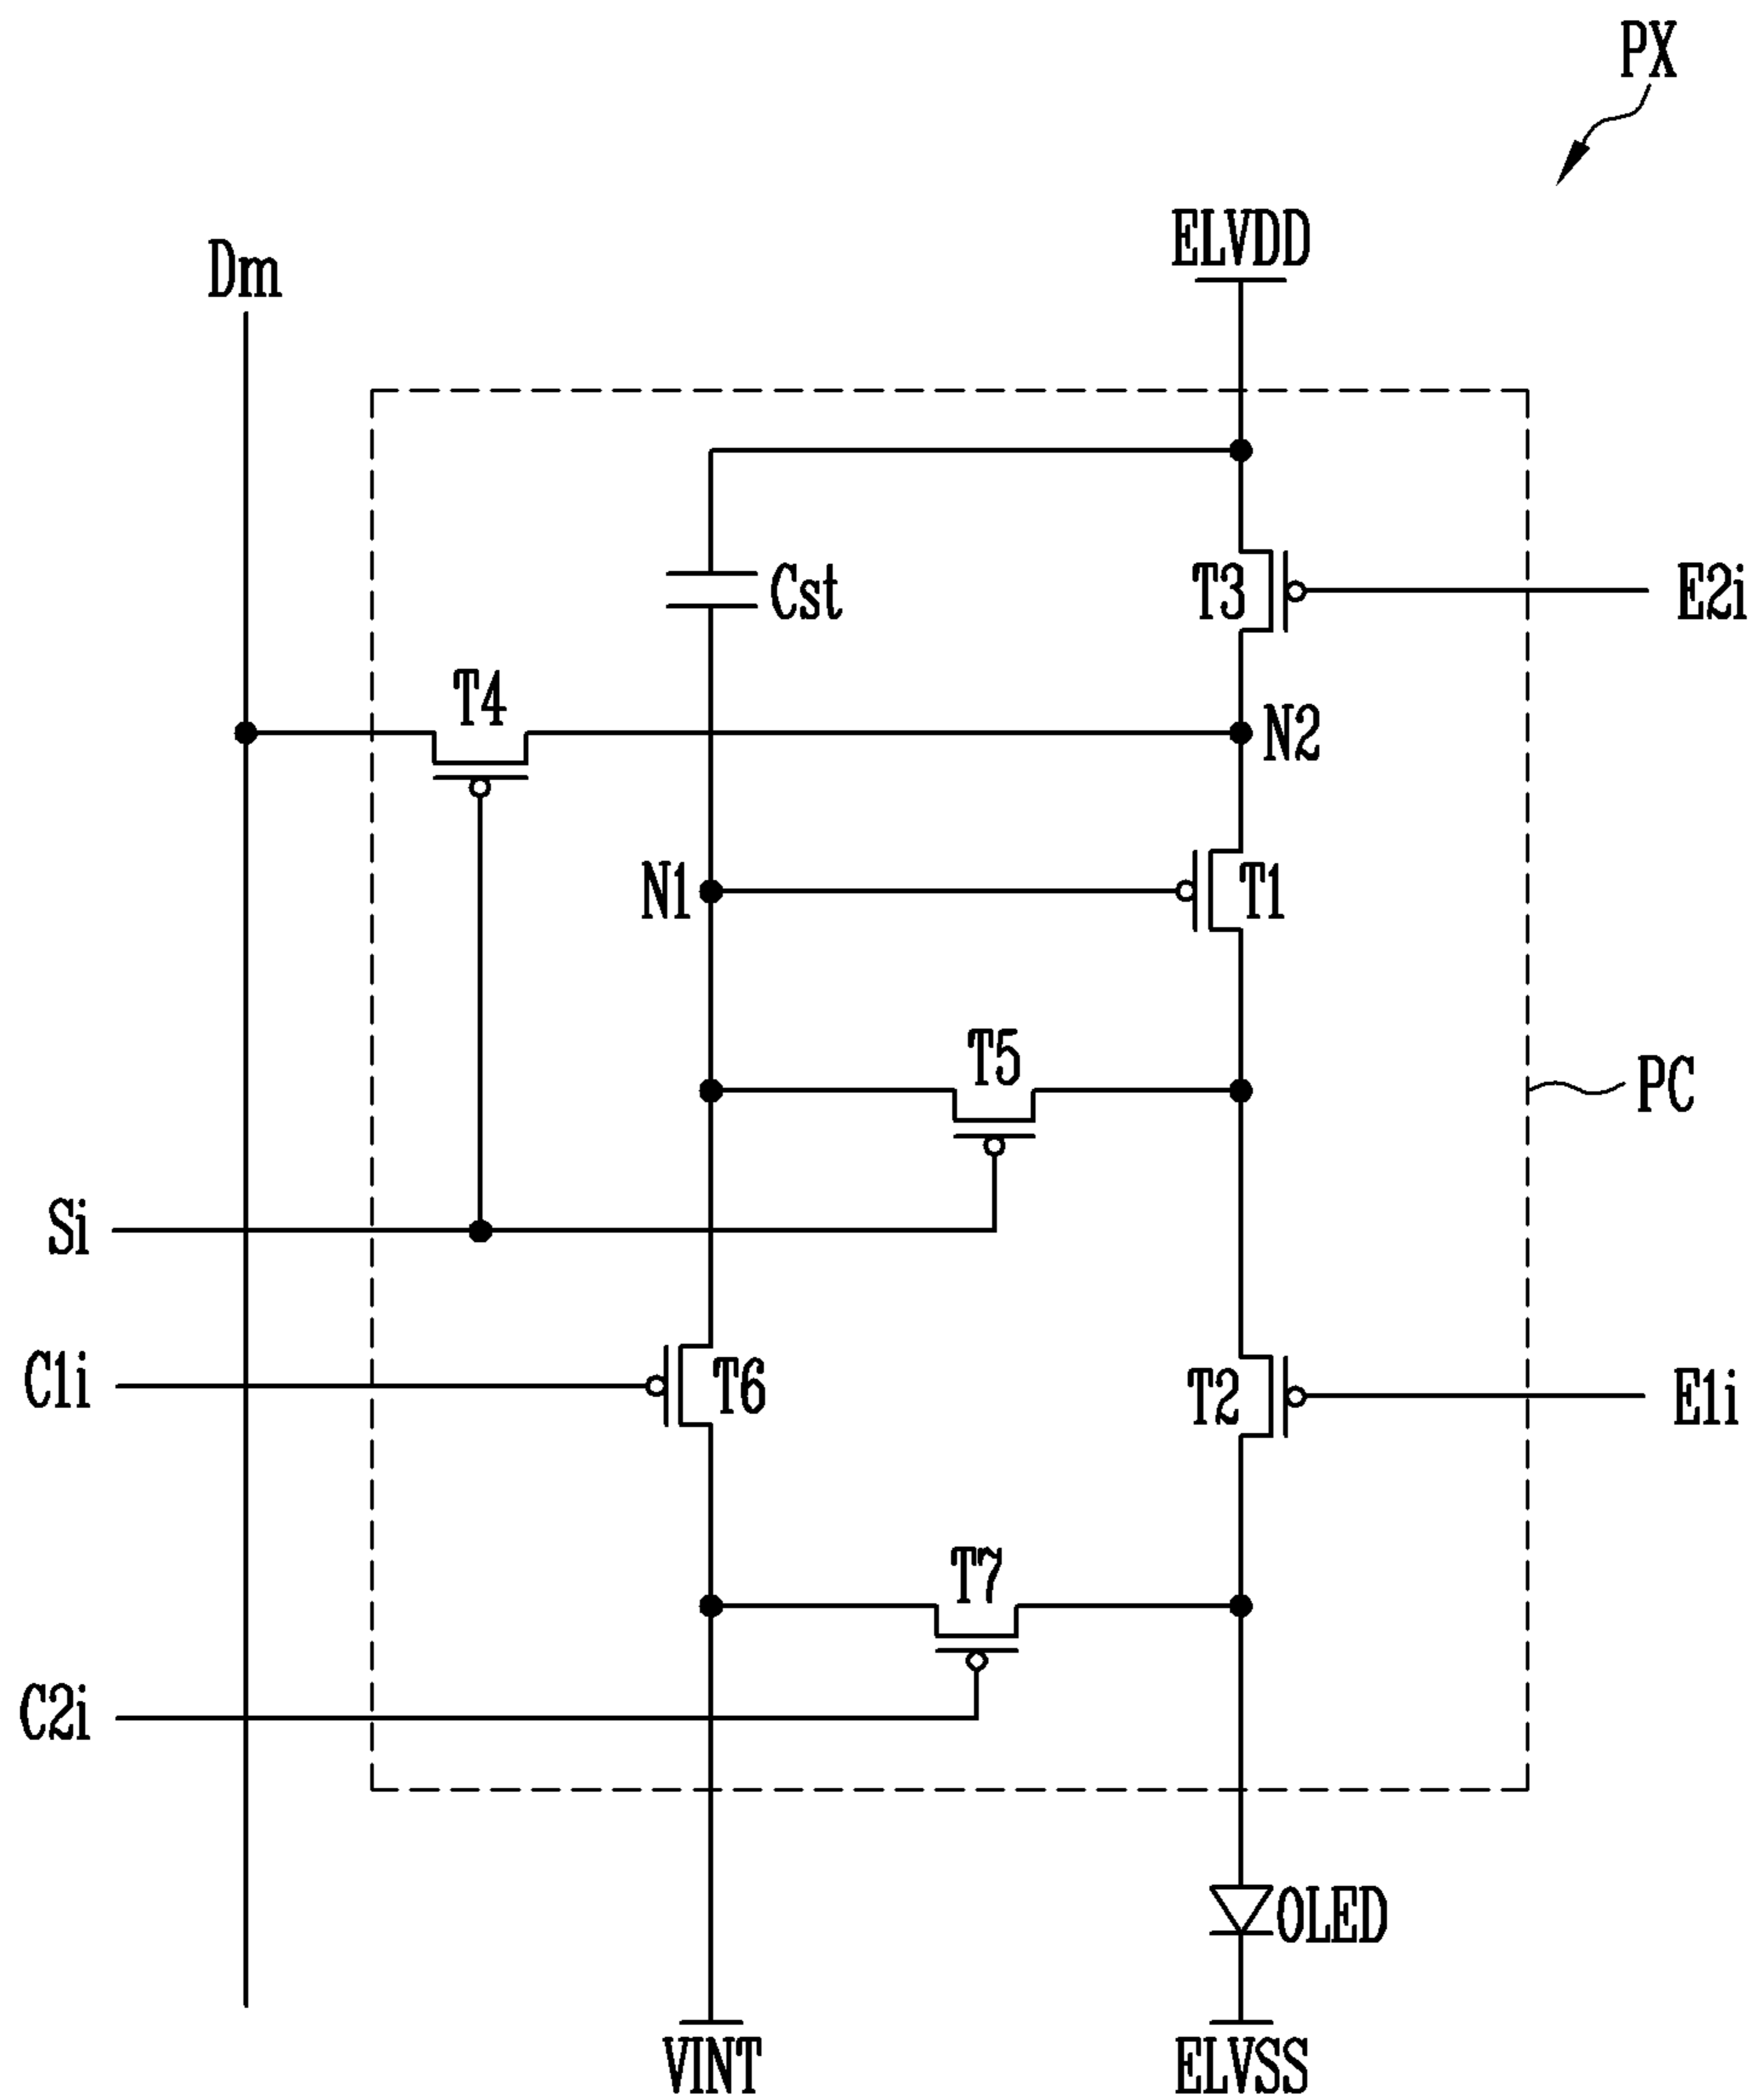 PX
ELVDD
Dm
Cst
T3
E2i
T4
N2
N1
T1
T5
PC
Si
C1i
T6
T2
E1i
T7
C2i
OLED
VINT
ELVSS